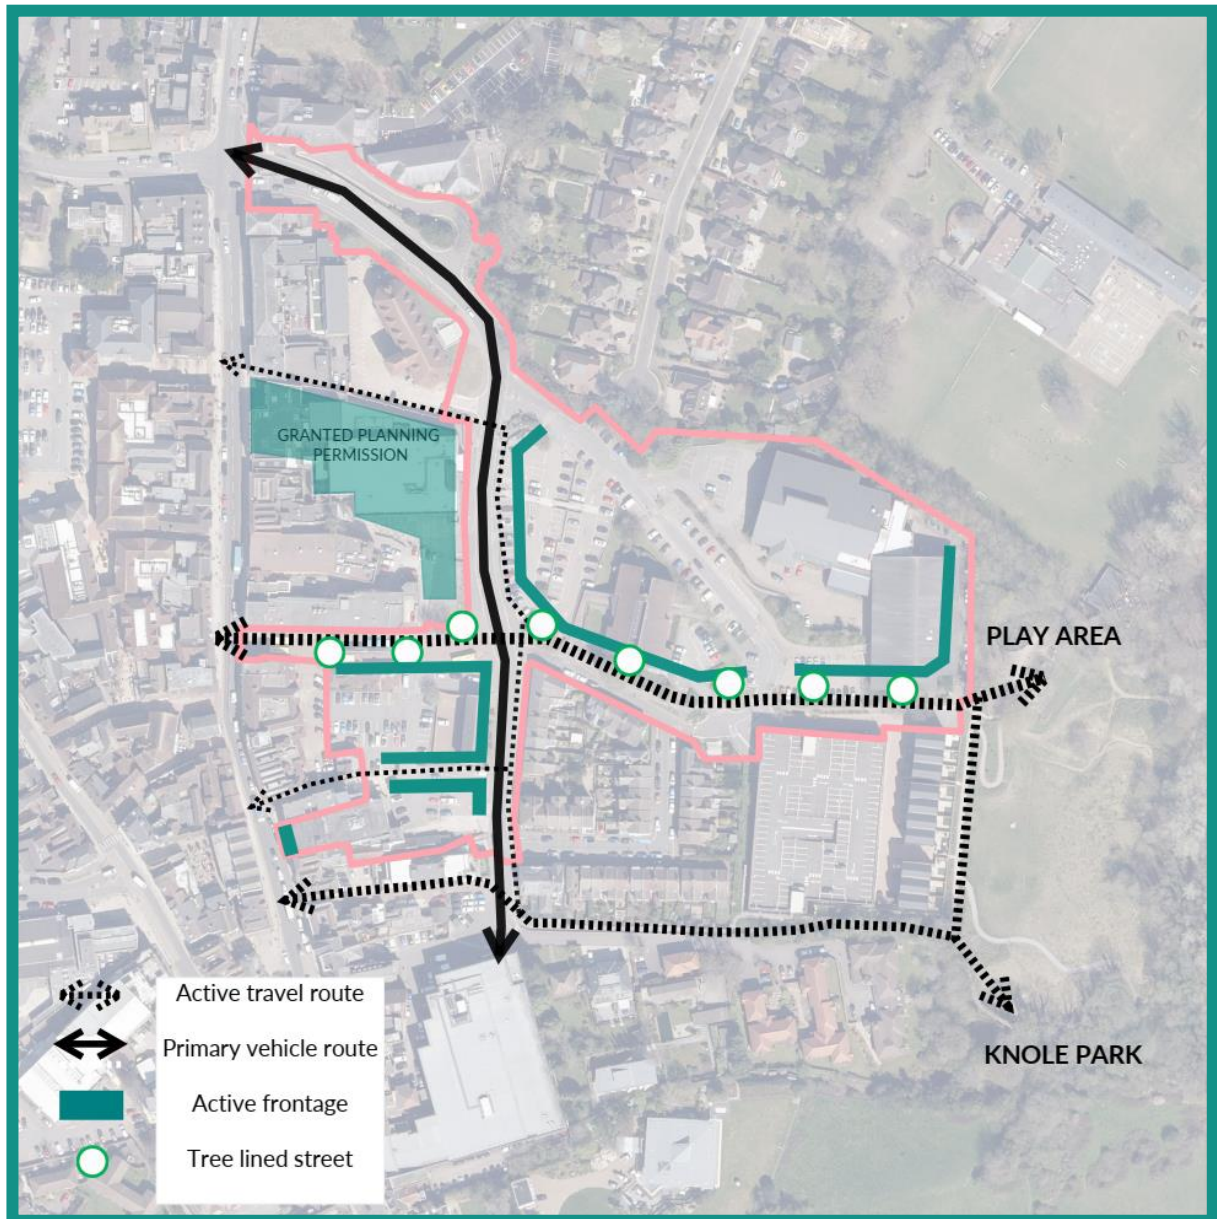 GRANTED PLANNING
PERMISSION
PLAY AREA
KNOLE PARK
Active travel route
Primary vehicle route
Active frontage
Tree lined street